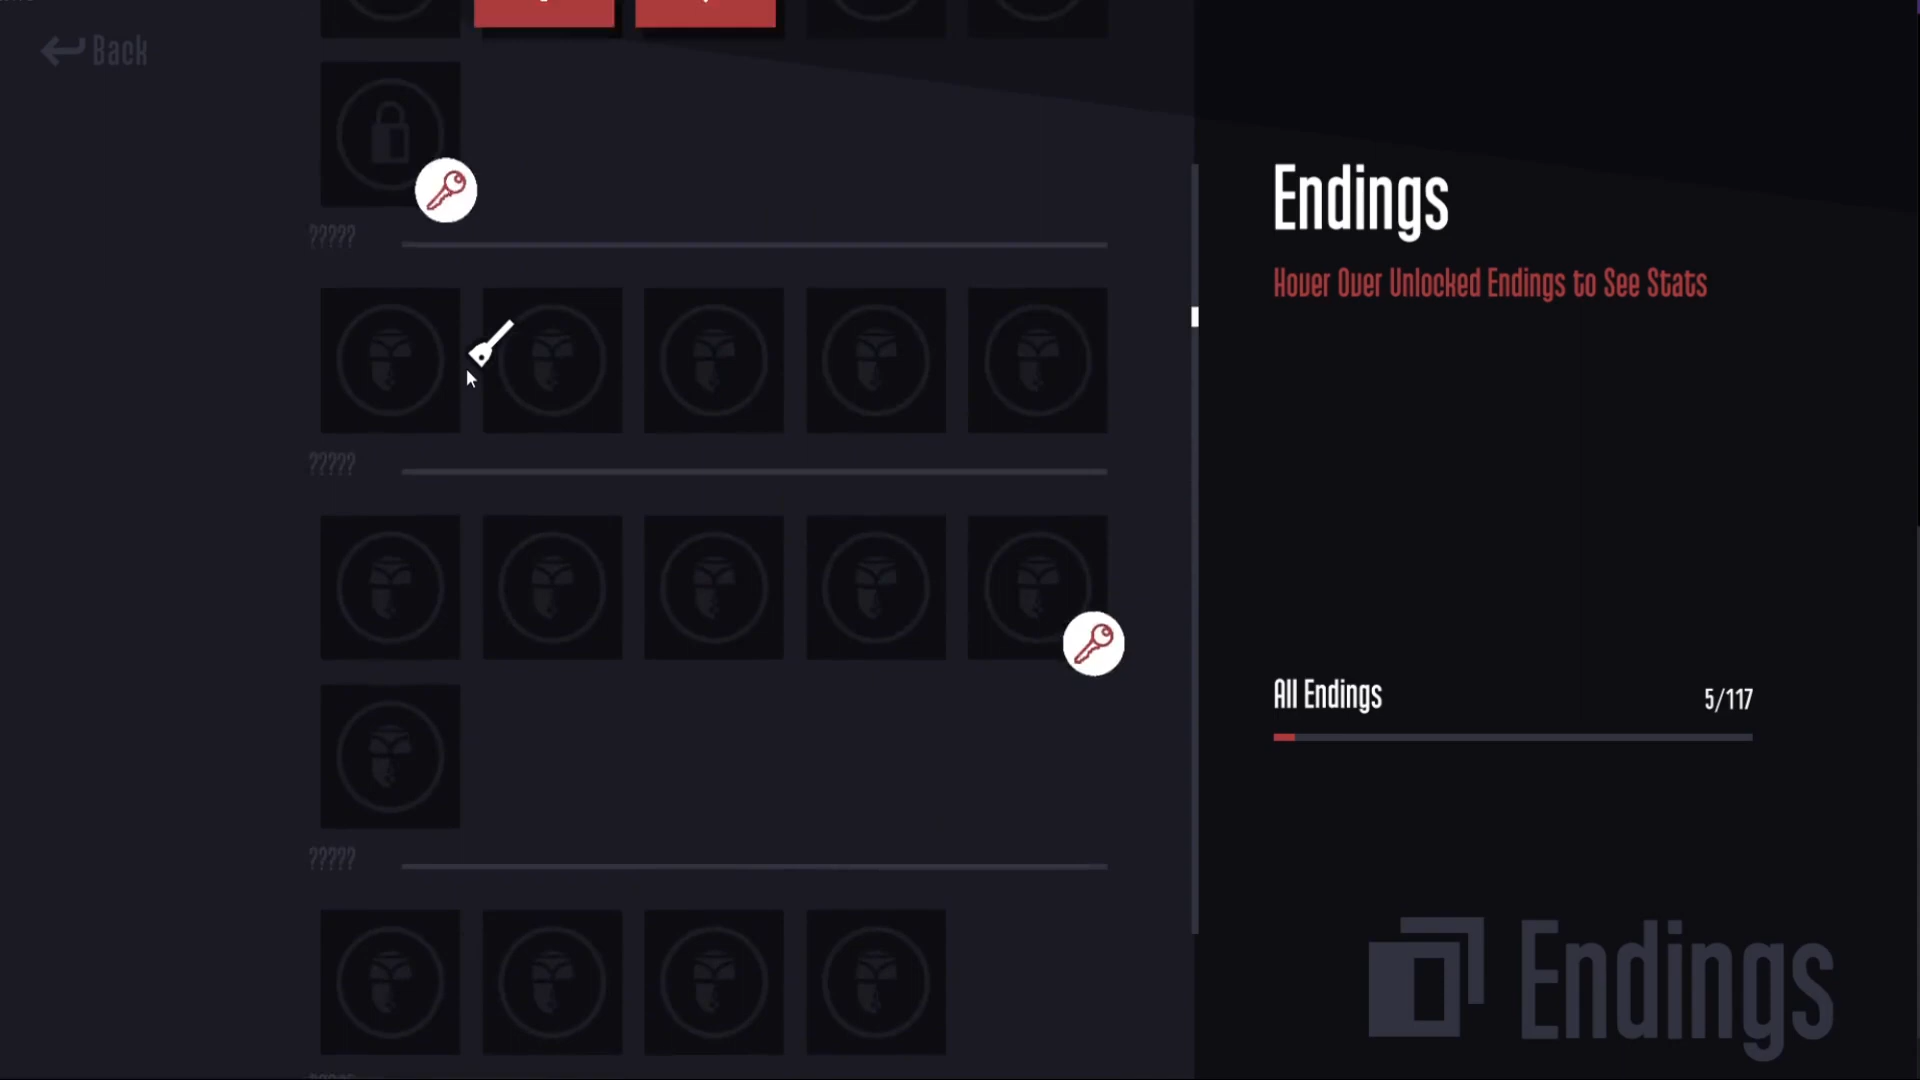 Back
Endings
Hover Over Unlocked Endings to See Stats
?????
?????
All Endings
5/117
?????
Endings